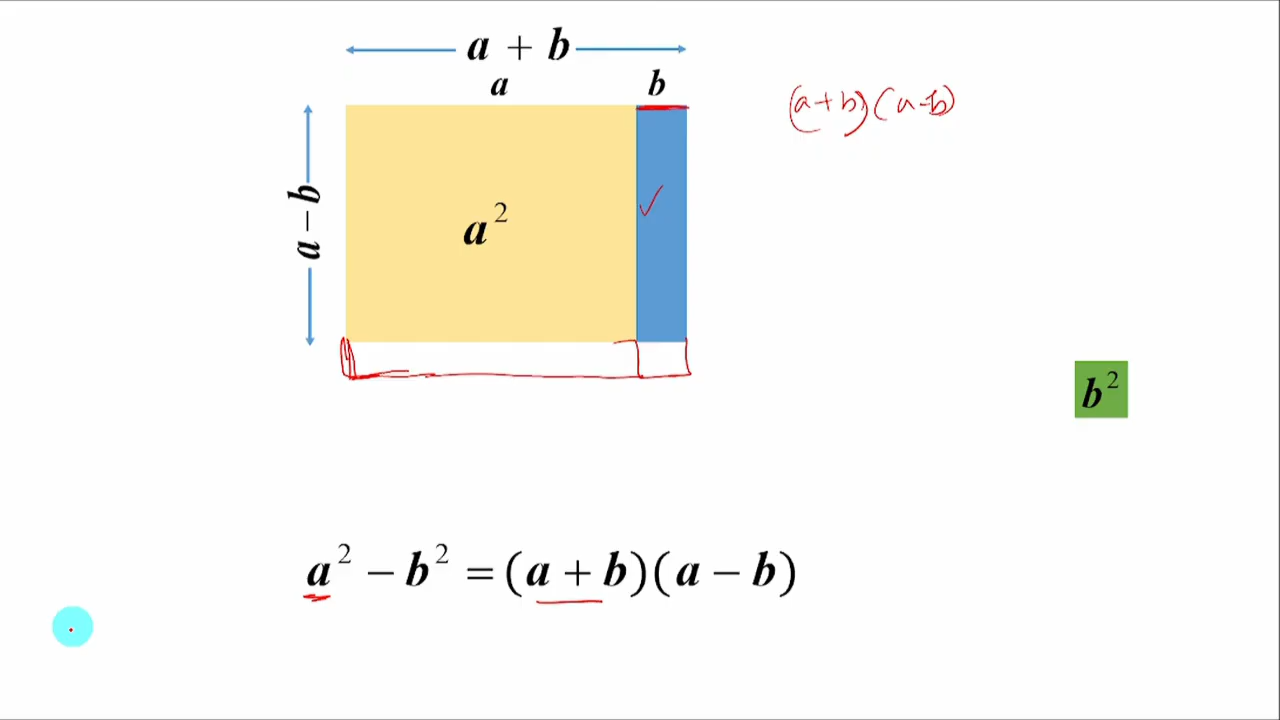 a + b
a b
(a+b)(a-b)
a - b
a²
b²
a² - b² = (a + b)(a - b)